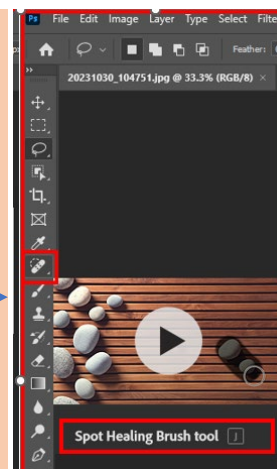 Ps File Edit Image Layer Type Select Filte
Feather:
20231030_104751.jpg @ 33.3% (RGB/8) ×
Spot Healing Brush tool J